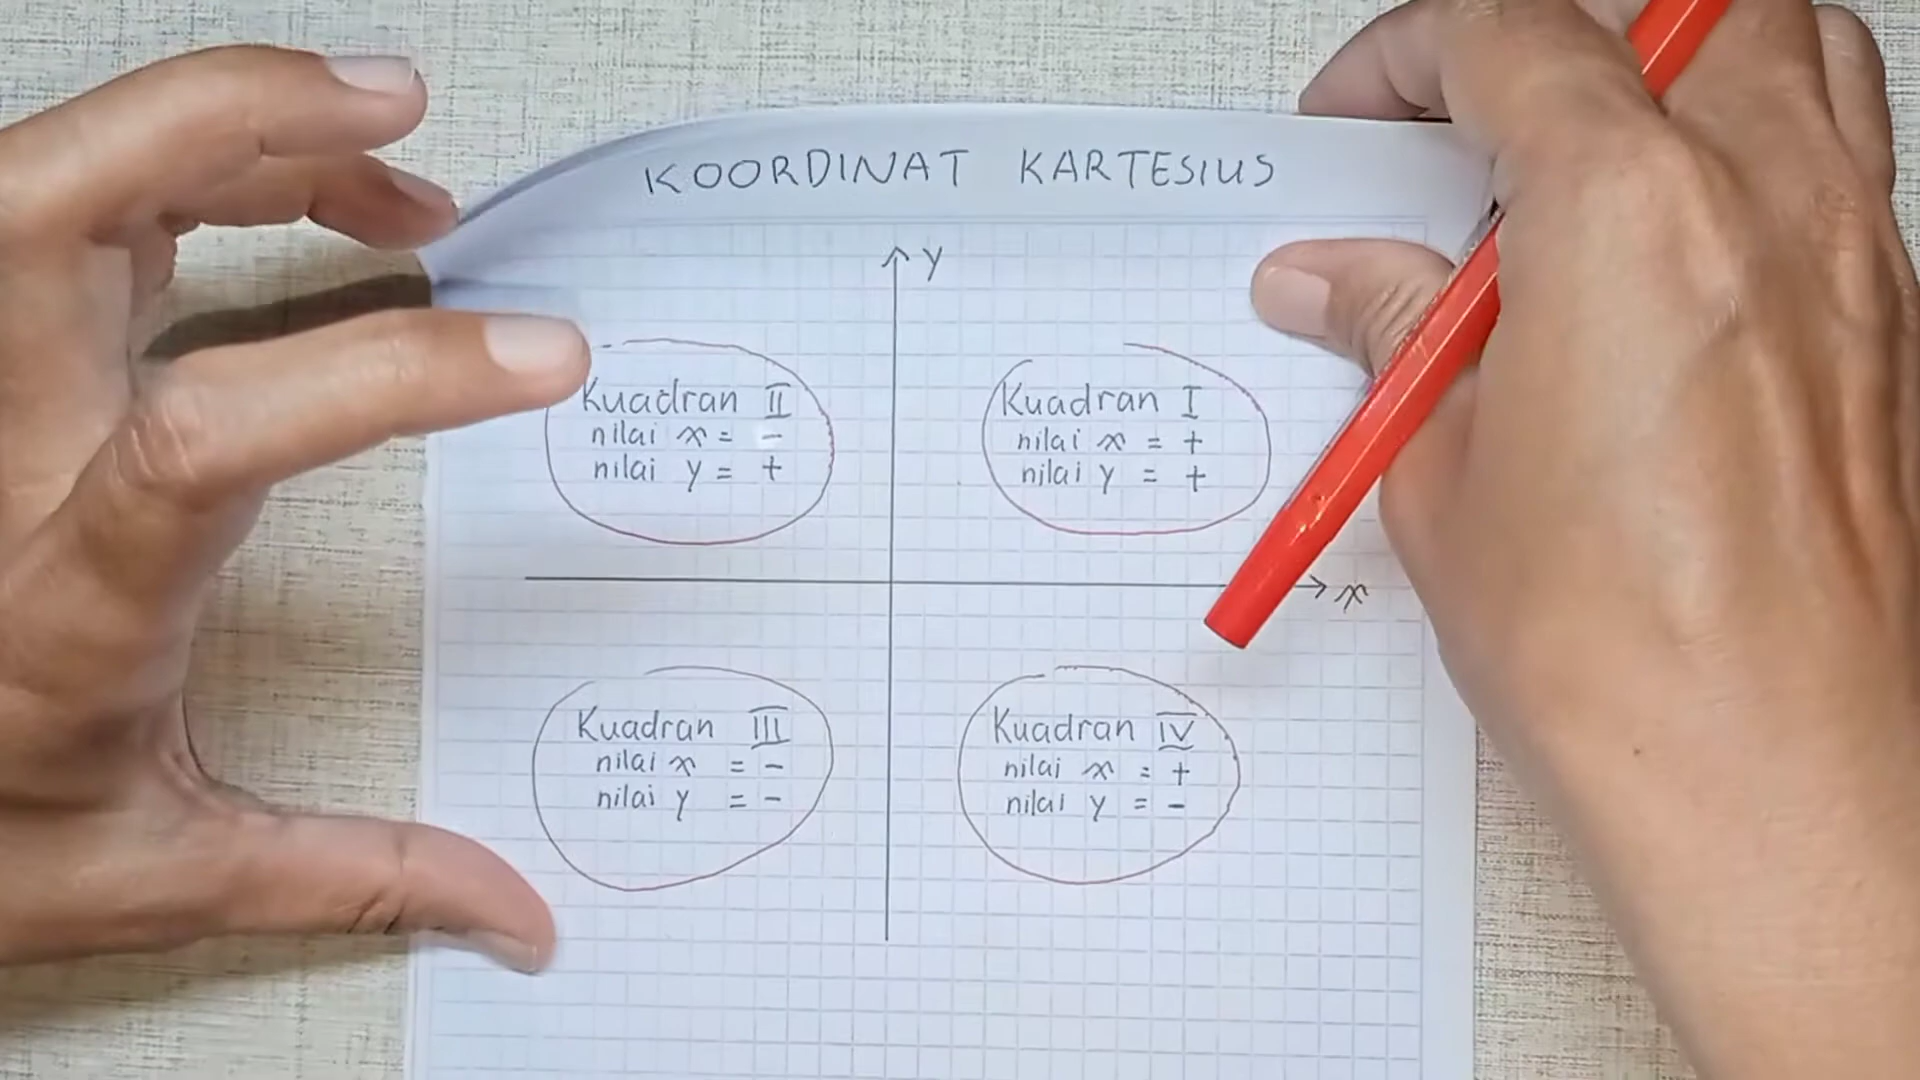 KOORDINAT KARTESIUS
y
Kuadran II
nilai x = -
nilai y = +
Kuadran I
nilai x = +
nilai y = +
x
Kuadran III
nilai x = -
nilai y = -
Kuadran IV
nilai x = +
nilai y = -